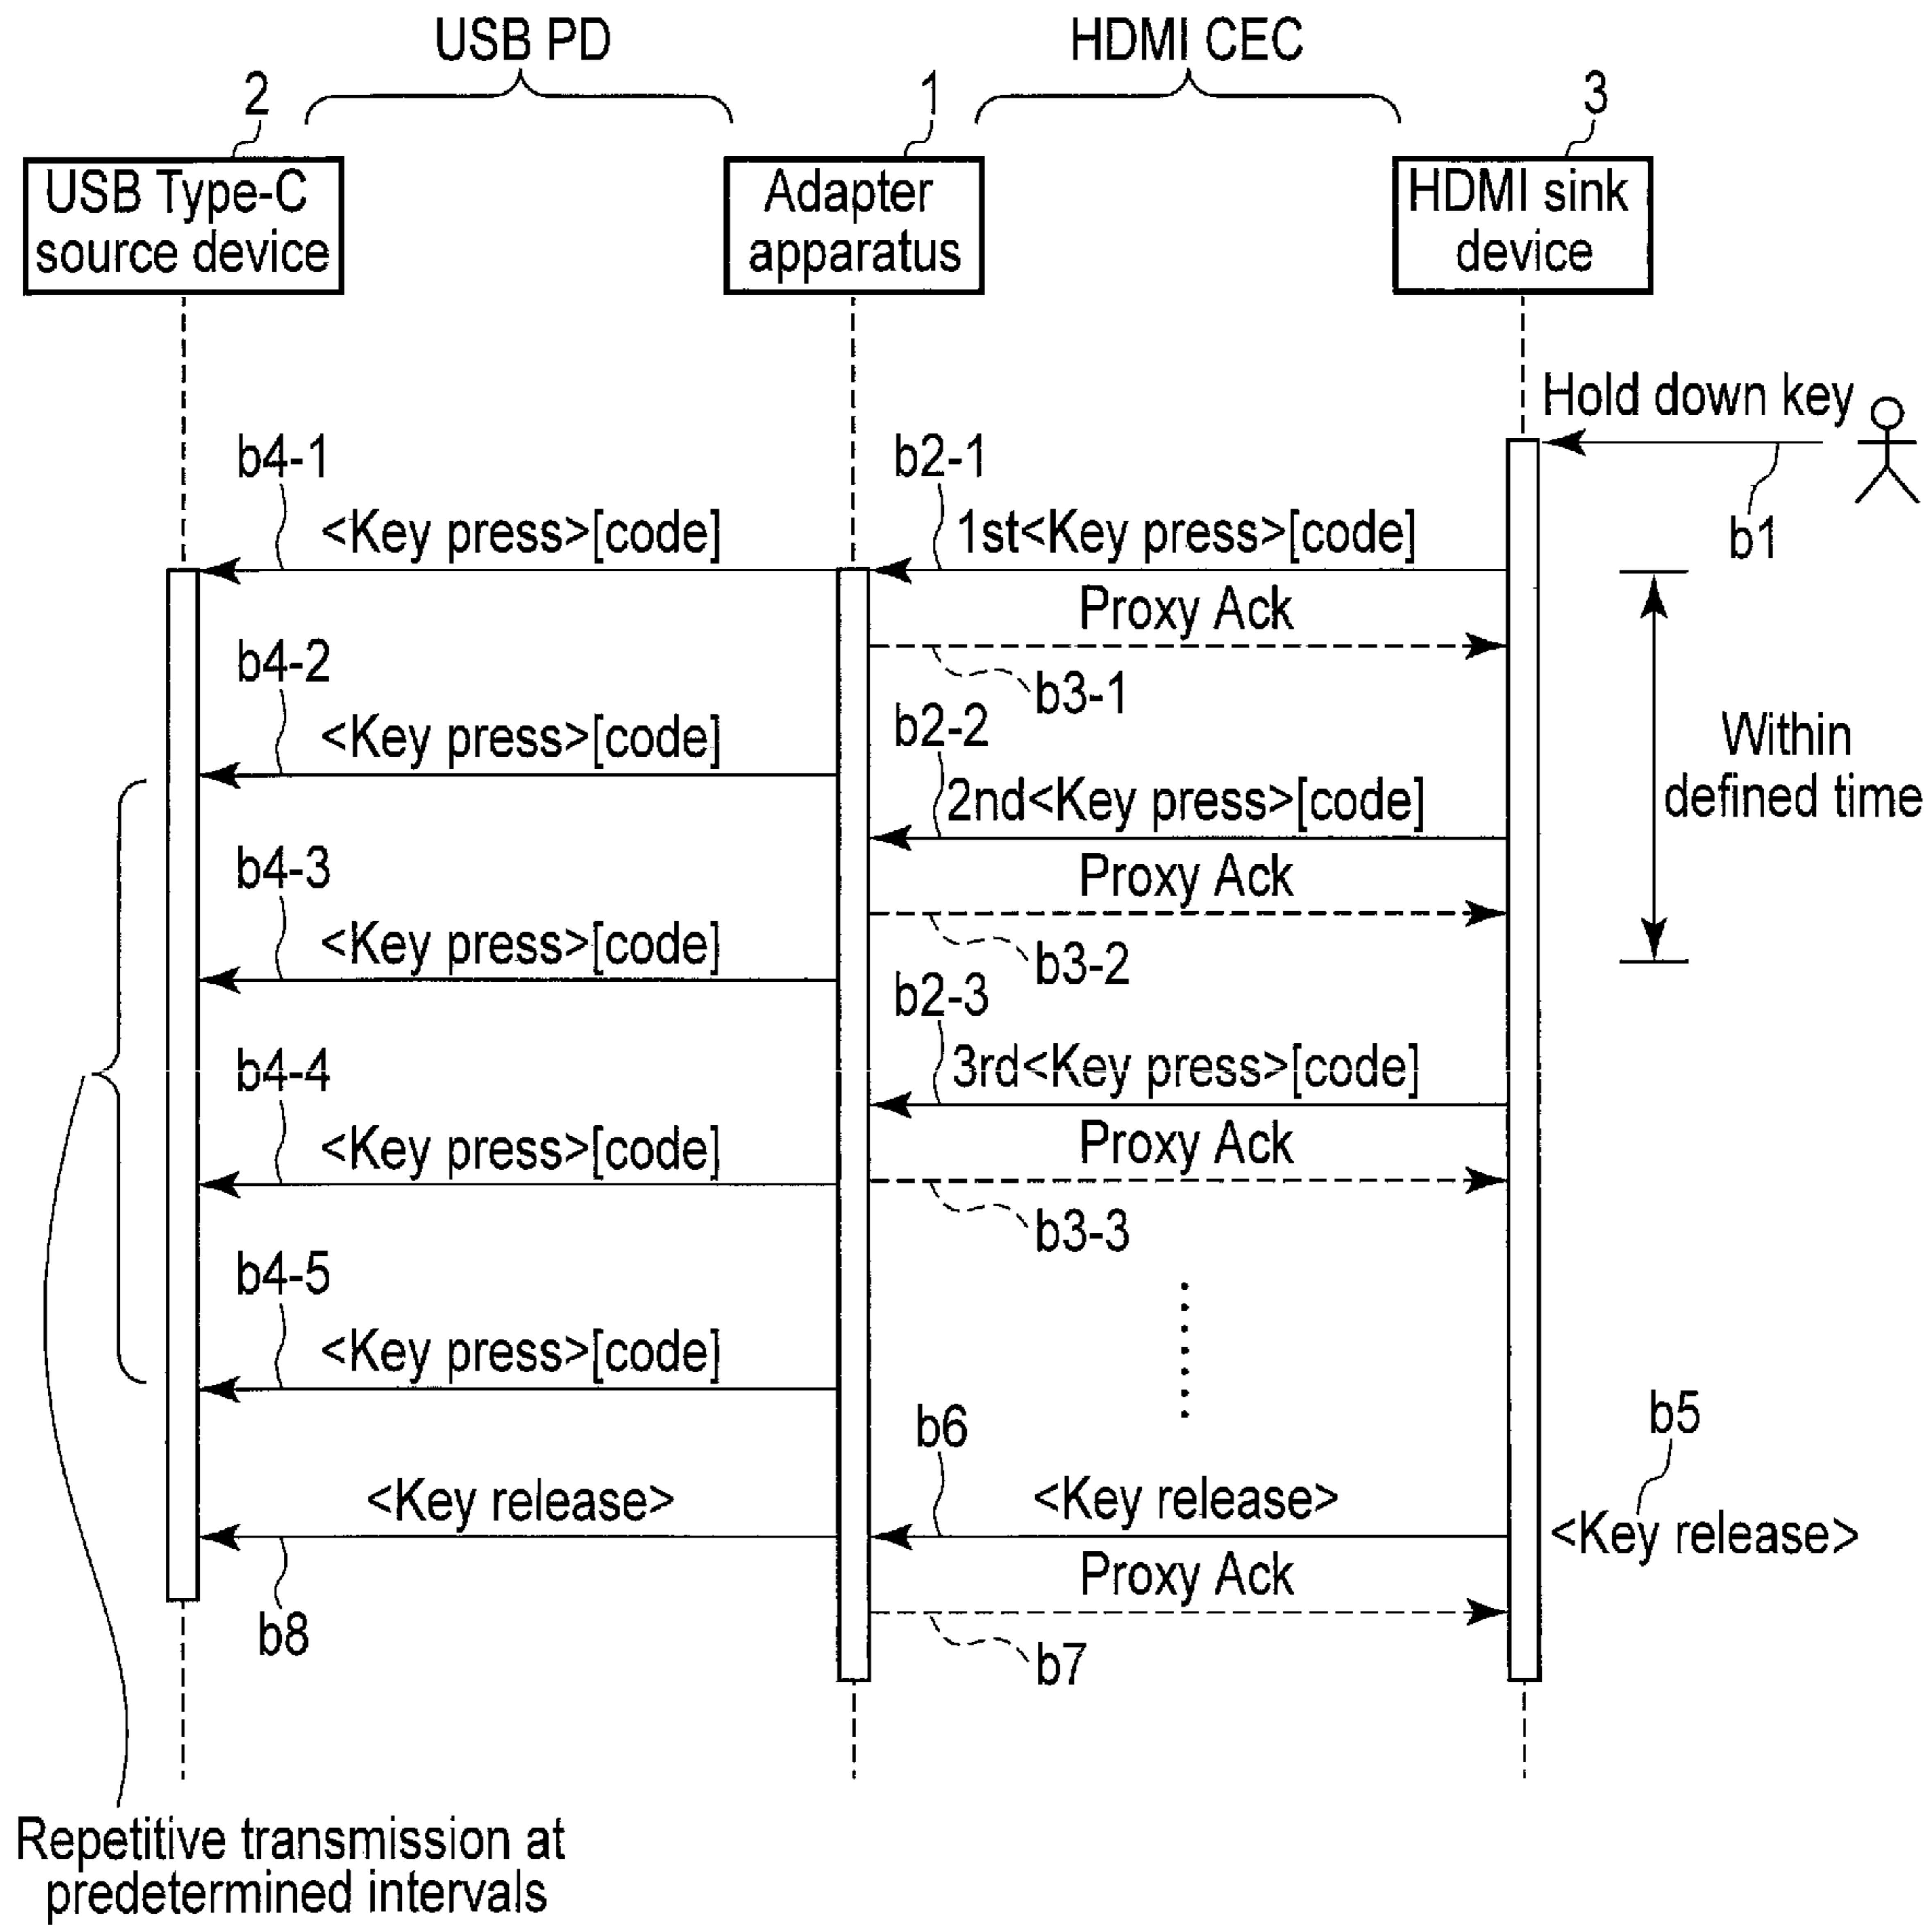 USB PD
HDMI CEC
2
1
3
USB Type-C
source device
Adapter
apparatus
HDMI sink
device
Hold down key
b1
b4-1
b2-1
<Key press>[code]
1st<Key press>[code]
Proxy Ack
b3-1
b4-2
b2-2
<Key press>[code]
2nd<Key press>[code]
Within
defined time
Proxy Ack
b3-2
b4-3
<Key press>[code]
b2-3
3rd<Key press>[code]
b4-4
<Key press>[code]
Proxy Ack
b3-3
b4-5
<Key press>[code]
b6
b5
<Key release>
<Key release>
<Key release>
Proxy Ack
b8
b7
Repetitive transmission at
predetermined intervals